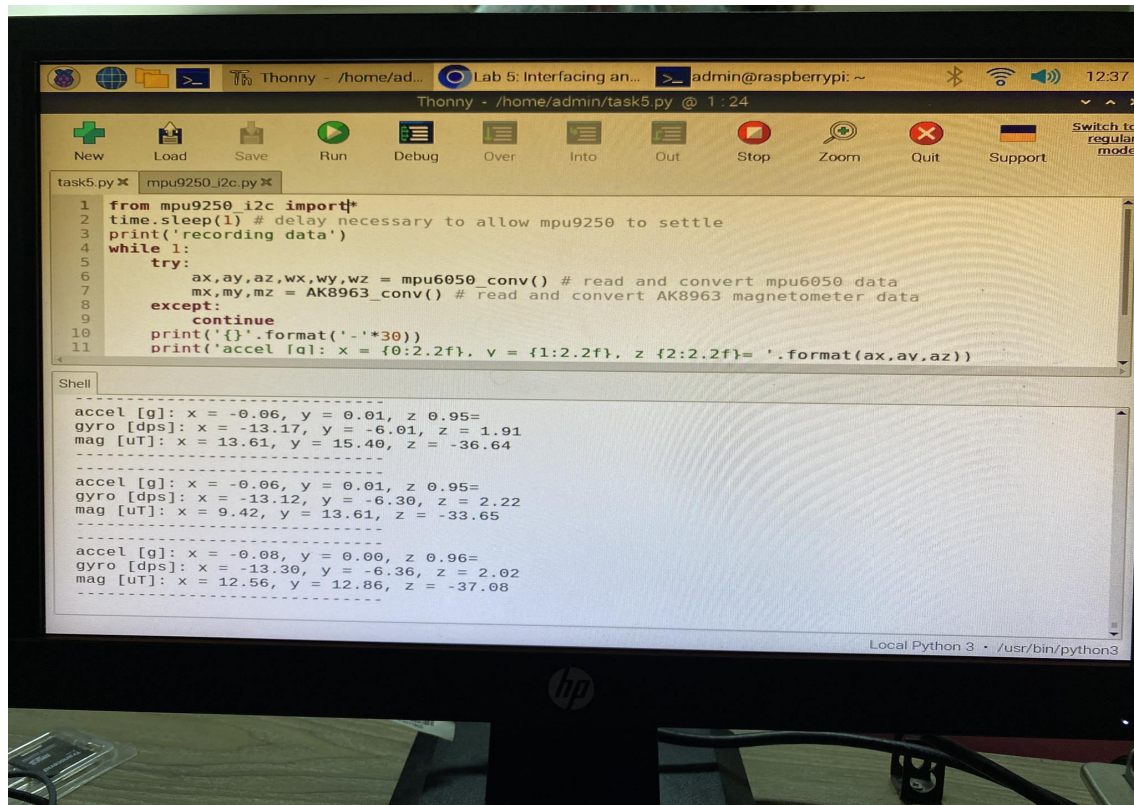 Thonny - /home/ad... Lab 5: Interfacing an... admin@raspberrypi: ~ 12:37
Thonny - /home/admin/task5.py @ 1:24
New Load Save Run Debug Over Into Out Stop Zoom Quit Support
Switch to
regular
mode
task5.py mpu9250_i2c.py
1 from mpu9250_i2c import*
2 time.sleep(1) # delay necessary to allow mpu9250 to settle
3 print('recording data')
4 while 1:
5 try:
6 ax,ay,az,wx,wy,wz = mpu6050_conv() # read and convert mpu6050 data
7 mx,my,mz = AK8963_conv() # read and convert AK8963 magnetometer data
8 except:
9 continue
10 print('{}'.format('-'*30))
11 print('accel [g]: x = {0:2.2f}, y = {1:2.2f}, z {2:2.2f}= '.format(ax,ay,az))
Shell
------------------------------
accel [g]: x = -0.06, y = 0.01, z 0.95=
gyro [dps]: x = -13.17, y = -6.01, z = 1.91
mag [uT]: x = 13.61, y = 15.40, z = -36.64
------------------------------
------------------------------
accel [g]: x = -0.06, y = 0.01, z 0.95=
gyro [dps]: x = -13.12, y = -6.30, z = 2.22
mag [uT]: x = 9.42, y = 13.61, z = -33.65
------------------------------
------------------------------
accel [g]: x = -0.08, y = 0.00, z 0.96=
gyro [dps]: x = -13.30, y = -6.36, z = 2.02
mag [uT]: x = 12.56, y = 12.86, z = -37.08
------------------------------
Local Python 3 • /usr/bin/python3
hp